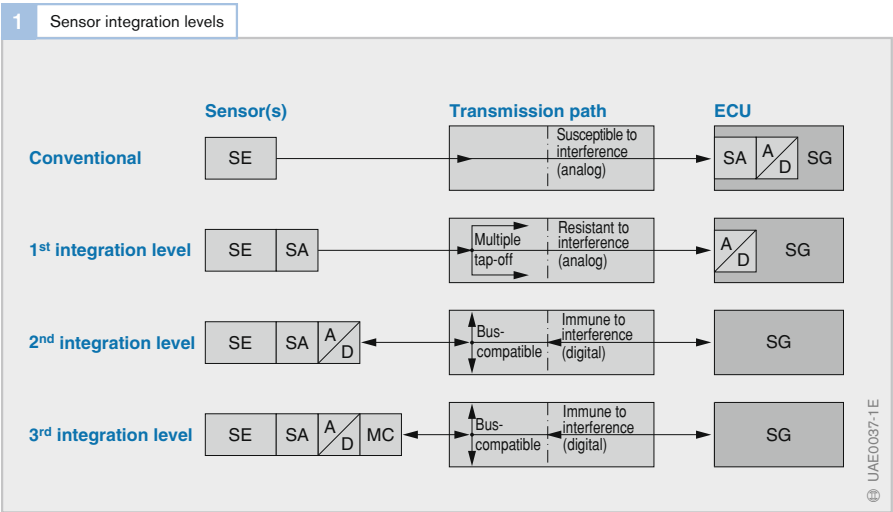 1 Sensor integration levels
Sensor(s) Transmission path ECU
Conventional SE Susceptible to interference (analog) SA A/D SG
1st integration level SE SA Multiple tap-off Resistant to interference (analog) A/D SG
2nd integration level SE SA A/D Bus-compatible Immune to interference (digital) SG
3rd integration level SE SA A/D MC Bus-compatible Immune to interference (digital) SG
UAE0037-1E